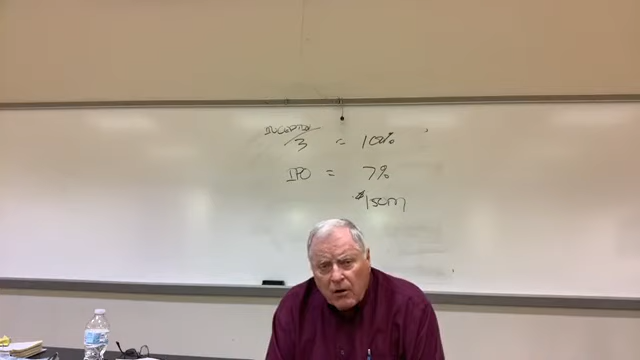 /3 = 10%
IPO = 7%
$150M